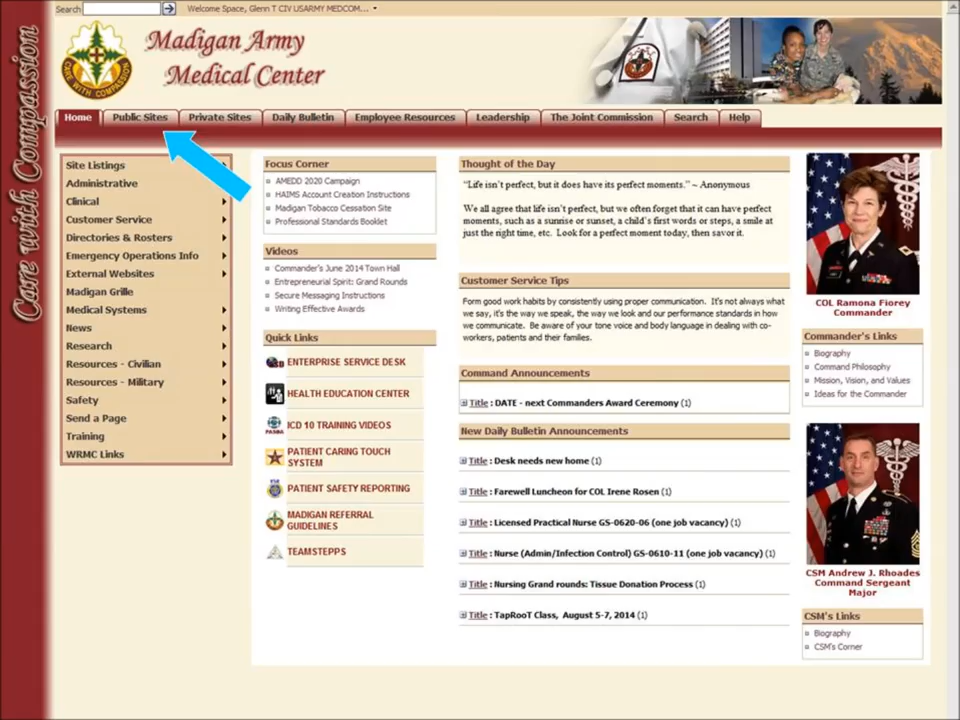 Search
Welcome Space, Glenn T CIV USARMY MEDCOM...
Care with Compassion
Madigan Army
Medical Center
CARE WITH COMPASSION
Home Public Sites Private Sites Daily Bulletin Employee Resources Leadership The Joint Commission Search Help
Site Listings
Administrative
Clinical
Customer Service
Directories & Rosters
Emergency Operations Info
External Websites
Madigan Grille
Medical Systems
News
Research
Resources - Civilian
Resources - Military
Safety
Send a Page
Training
WRMC Links
Focus Corner
AMEDD 2020 Campaign
HAIMS Account Creation Instructions
Madigan Tobacco Cessation Site
Professional Standards Booklet
Videos
Commander's June 2014 Town Hall
Entrepreneurial Spirit: Grand Rounds
Secure Messaging Instructions
Writing Effective Awards
Quick Links
ENTERPRISE SERVICE DESK
HEALTH EDUCATION CENTER
ICD 10 TRAINING VIDEOS
PATIENT CARING TOUCH
SYSTEM
PATIENT SAFETY REPORTING
MADIGAN REFERRAL
GUIDELINES
TEAMSTEPPS
Thought of the Day
“Life isn’t perfect, but it does have its perfect moments.” ~ Anonymous
We all agree that life isn’t perfect, but we often forget that it can have perfect
moments, such as a sunrise or sunset, a child’s first words or steps, a smile at
just the right time, etc. Look for a perfect moment today, then savor it.
Customer Service Tips
Form good work habits by consistently using proper communication. It's not always what
we say, it's the way we speak, the way we look and our performance standards in how
we communicate. Be aware of your tone voice and body language in dealing with co-
workers, patients and their families.
Command Announcements
Title : DATE - next Commanders Award Ceremony (1)
New Daily Bulletin Announcements
Title : Desk needs new home (1)
Title : Farewell Luncheon for COL Irene Rosen (1)
Title : Licensed Practical Nurse GS-0620-06 (one job vacancy) (1)
Title : Nurse (Admin/Infection Control) GS-0610-11 (one job vacancy) (1)
Title : Nursing Grand rounds: Tissue Donation Process (1)
Title : TapRooT Class, August 5-7, 2014 (1)
COL Ramona Fiorey
Commander
Commander's Links
Biography
Command Philosophy
Mission, Vision, and Values
Ideas for the Commander
CSM Andrew J. Rhoades
Command Sergeant
Major
CSM's Links
Biography
CSM's Corner